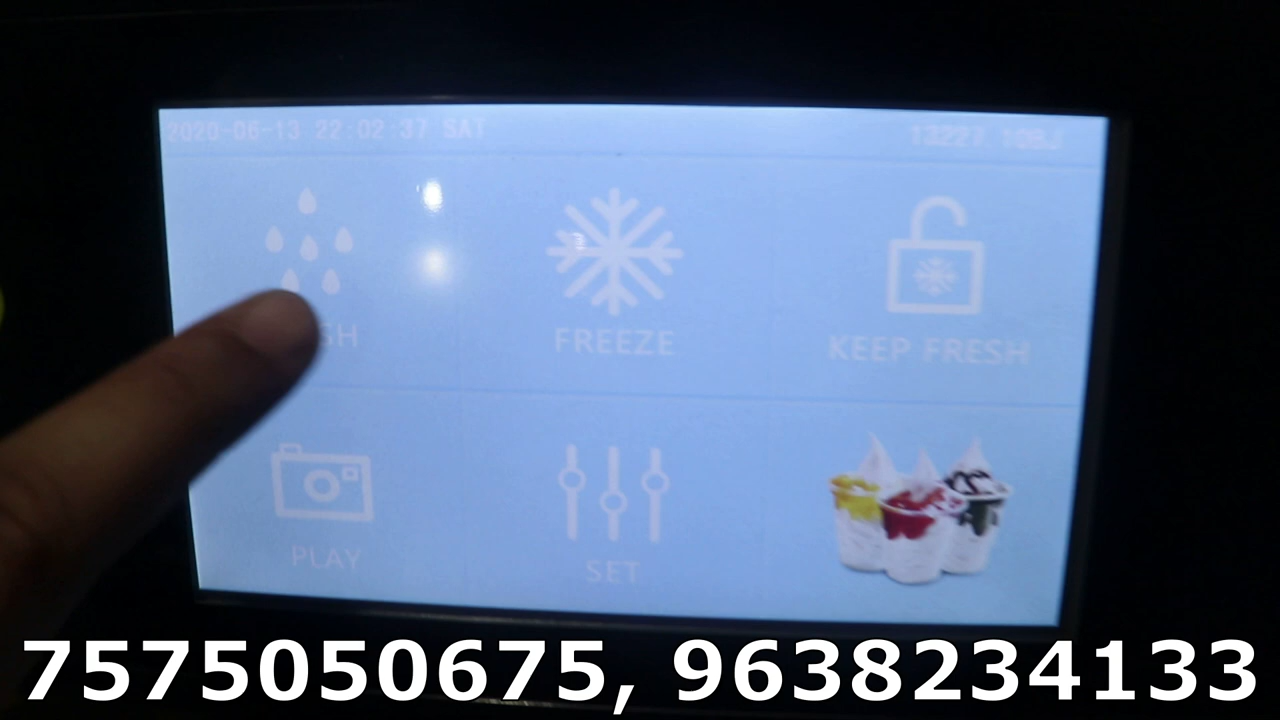 2020-06-13 22:02:37 SAT
FREEZE
KEEP FRESH
PLAY
SET
7575050675, 9638234133